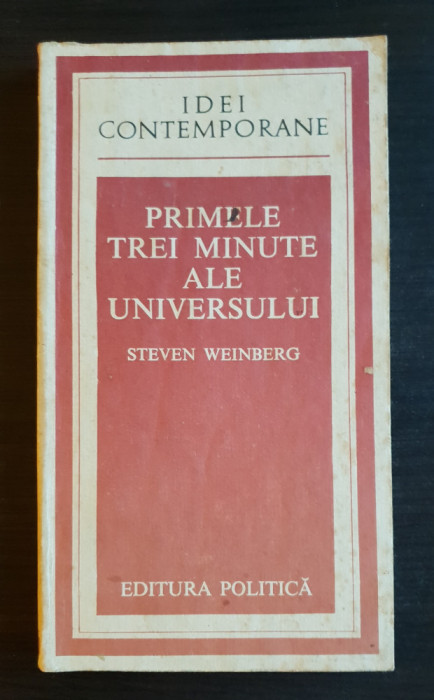 IDEI
CONTEMPORANE
PRIMELE
TREI MINUTE
ALE
UNIVERSULUI
STEVEN WEINBERG
EDITURA POLITICĂ